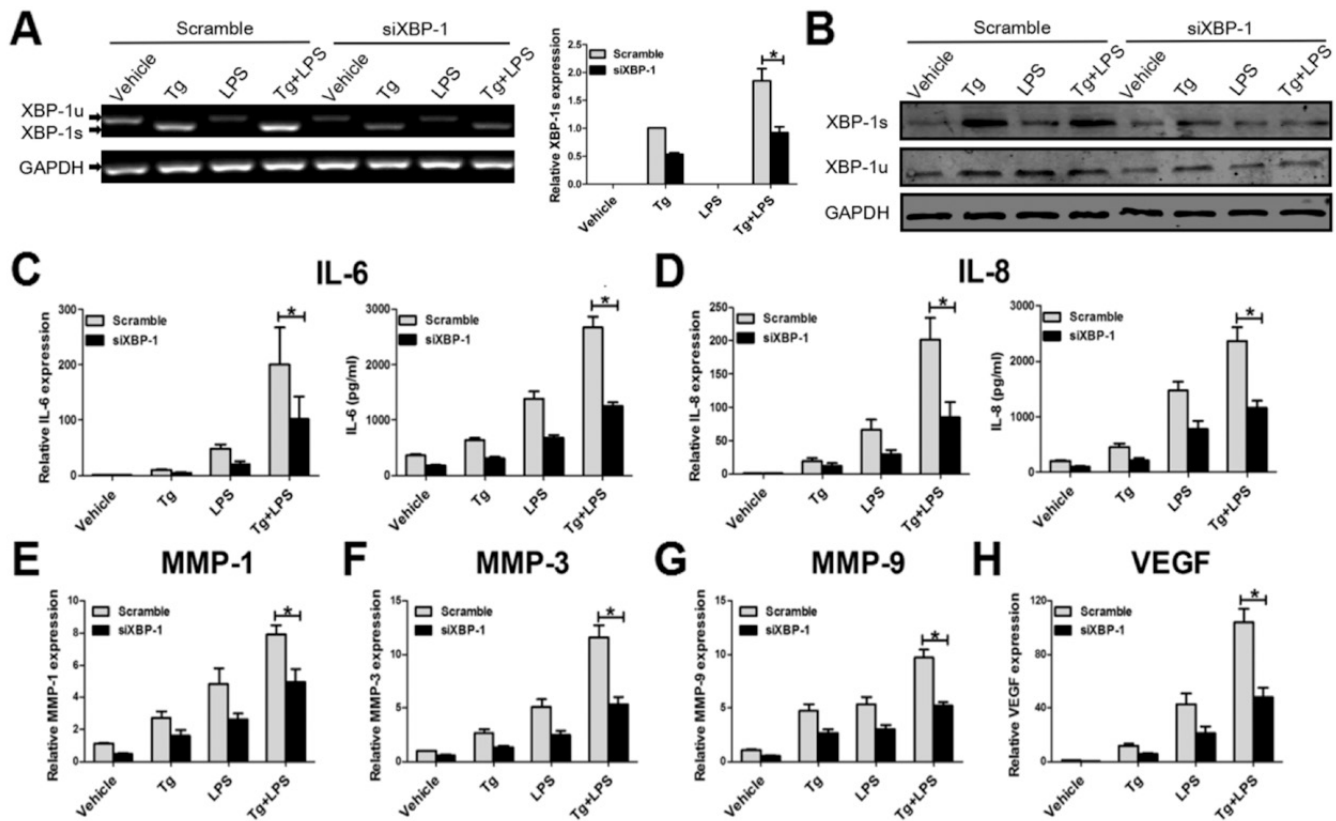 A
Scramble
siXBP-1
Vehicle
Tg
LPS
Tg+LPS
Vehicle
Tg
LPS
Tg+LPS
XBP-1u
XBP-1s
GAPDH
Relative XBP-1s expression
2.5
2.0
1.5
1.0
0.5
0.0
Scramble
siXBP-1
*
Vehicle
Tg
LPS
Tg+LPS
B
Scramble
siXBP-1
Vehicle
Tg
LPS
Tg+LPS
Vehicle
Tg
LPS
Tg+LPS
XBP-1s
XBP-1u
GAPDH
C
IL-6
Relative IL-6 expression
300
200
100
0
Scramble
siXBP-1
*
Vehicle
Tg
LPS
Tg+LPS
IL-6 (pg/ml)
3000
2000
1000
0
Scramble
siXBP-1
*
Vehicle
Tg
LPS
Tg+LPS
D
IL-8
Relative IL-8 expression
250
200
150
100
50
0
Scramble
siXBP-1
*
Vehicle
Tg
LPS
Tg+LPS
IL-8 (pg/ml)
3000
2000
1000
0
Scramble
siXBP-1
*
Vehicle
Tg
LPS
Tg+LPS
E
MMP-1
Relative MMP-1 expression
10
8
6
4
2
0
Scramble
siXBP-1
*
Vehicle
Tg
LPS
Tg+LPS
F
MMP-3
Relative MMP-3 expression
15
10
5
0
Scramble
siXBP-1
*
Vehicle
Tg
LPS
Tg+LPS
G
MMP-9
Relative MMP-9 expression
15
10
5
0
Scramble
siXBP-1
*
Vehicle
Tg
LPS
Tg+LPS
H
VEGF
Relative VEGF expression
120
80
40
0
Scramble
siXBP-1
*
Vehicle
Tg
LPS
Tg+LPS